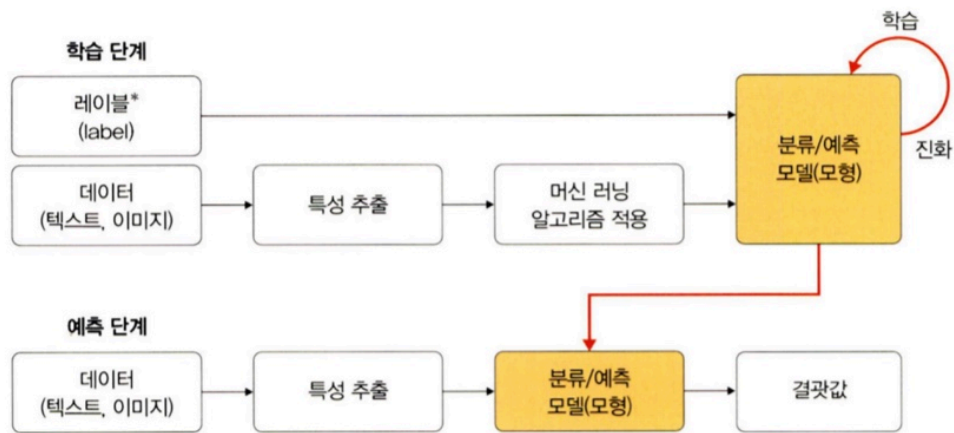 학습
학습 단계
레이블*
(label)
분류/예측
모델(모형)
진화
데이터
(텍스트, 이미지)
특성 추출
머신 러닝
알고리즘 적용
예측 단계
데이터
(텍스트, 이미지)
특성 추출
분류/예측
모델(모형)
결괏값